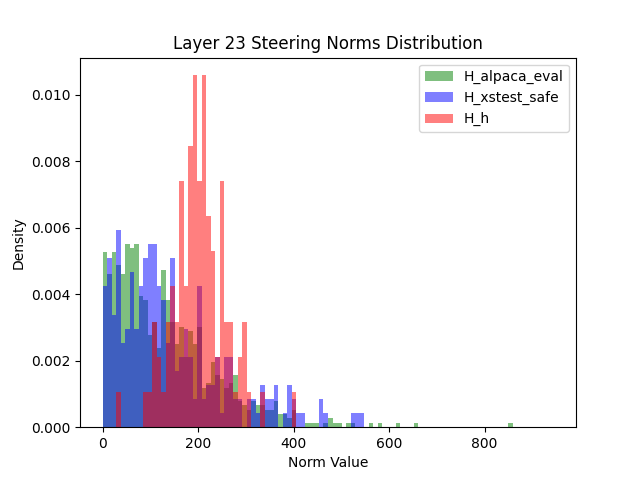 Layer 23 Steering Norms Distribution
H_alpaca_eval
H_xstest_safe
H_h
0.010
0.008
0.006
0.004
0.002
0.000
Density
0 200 400 600 800
Norm Value